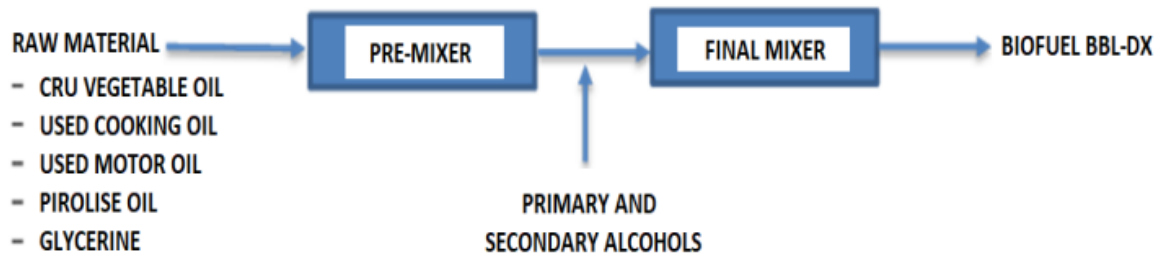 RAW MATERIAL
- CRU VEGETABLE OIL
- USED COOKING OIL
- USED MOTOR OIL
- PIROLISE OIL
- GLYCERINE
PRE-MIXER
PRIMARY AND
SECONDARY ALCOHOLS
FINAL MIXER
BIOFUEL BBL-DX